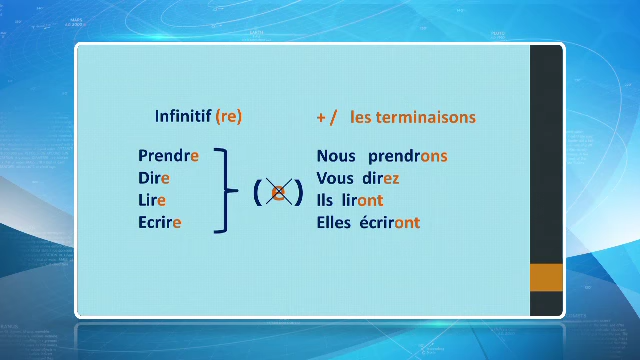 Infinitif (re) + / les terminaisons
Prendre Nous prendrons
Dire Vous direz
Lire ( e ) Ils liront
Ecrire Elles écriront